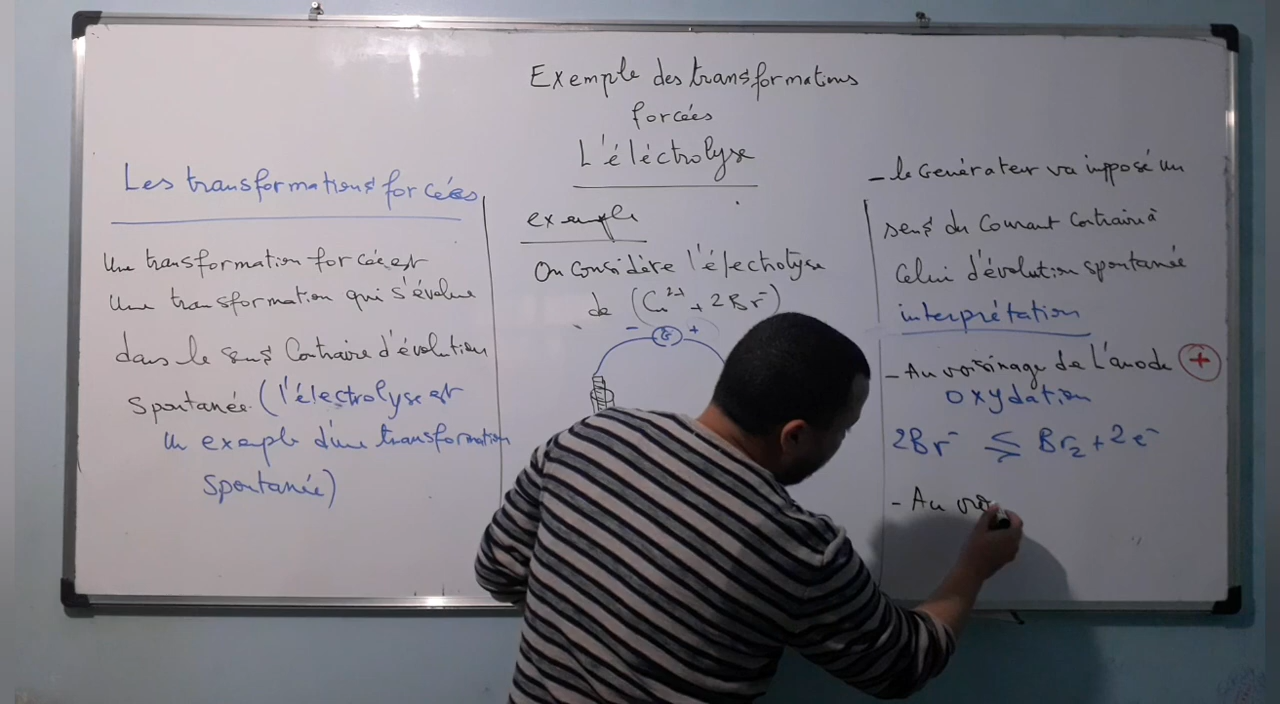 Exemple des transformations
forcées
L'éléctrolyse
Les transformations forcées
Une transformation forcée est
Une transformation qui s'évolue
dans le sens Contraire d'évolution
spontanée (l'électrolyse est
un exemple d'une transformation
spontanée)
exemple
On considère l'électrolyse
de (Cu²⁺ + 2Br⁻)
- G +
- le Générateur va imposé un
sens du Courant Contraire à
Celui d'évolution spontanée
interprétation
- Au voisinage de L'anode +
oxydation
2Br⁻ ⇆ Br₂ + 2e⁻
- Au voi